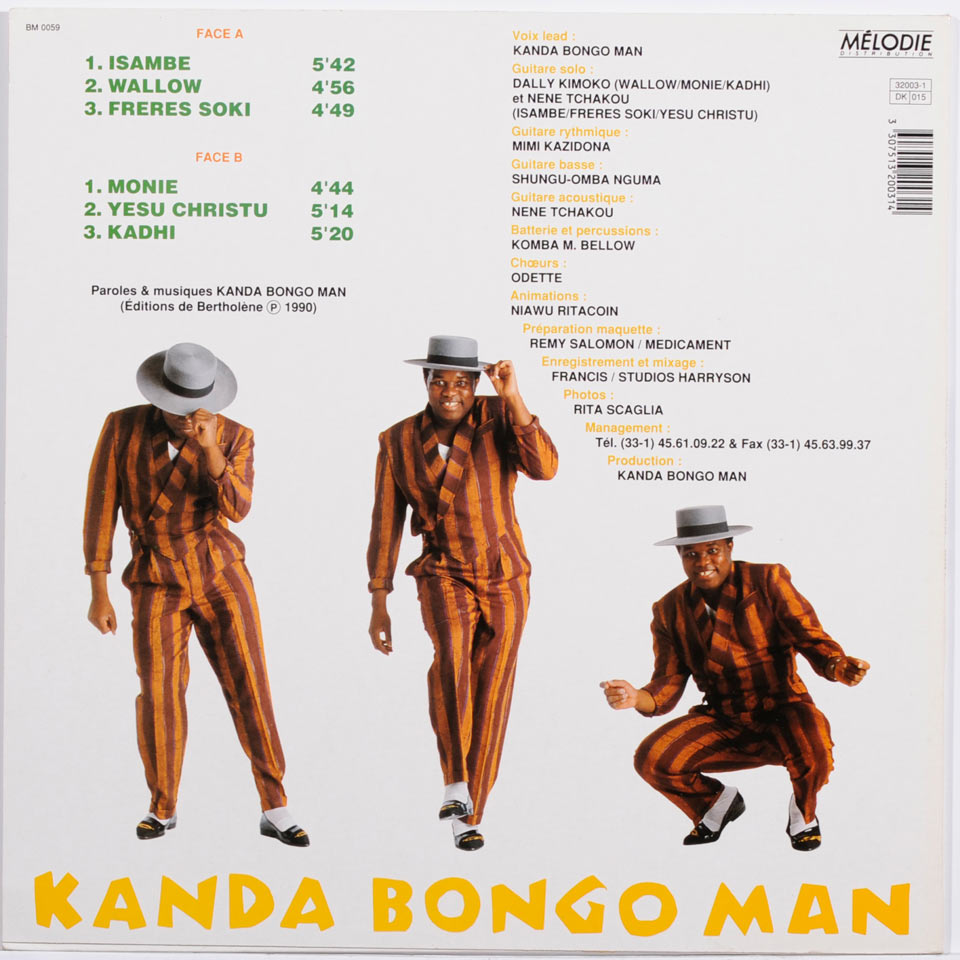 BM 0059
FACE A
1. ISAMBE 5'42
2. WALLOW 4'56
3. FRERES SOKI 4'49
FACE B
1. MONIE 4'44
2. YESU CHRISTU 5'14
3. KADHI 5'20
Paroles & musiques KANDA BONGO MAN
(Éditions de Bertholène Ⓟ 1990)
Voix lead :
KANDA BONGO MAN
Guitare solo :
DALLY KIMOKO (WALLOW/MONIE/KADHI)
et NENE TCHAKOU
(ISAMBE/FRERES SOKI/YESU CHRISTU)
Guitare rythmique :
MIMI KAZIDONA
Guitare basse :
SHUNGU-OMBA NGUMA
Guitare acoustique :
NENE TCHAKOU
Batterie et percussions :
KOMBA M. BELLOW
Chœurs :
ODETTE
Animations :
NIAWU RITACOIN
Préparation maquette :
REMY SALOMON / MEDICAMENT
Enregistrement et mixage :
FRANCIS / STUDIOS HARRYSON
Photos :
RITA SCAGLIA
Management :
Tél. (33-1) 45.61.09.22 & Fax (33-1) 45.63.99.37
Production :
KANDA BONGO MAN
MÉLODIE
DISTRIBUTION
32003-1
DK 015
3 307513 200314
KANDA BONGO MAN